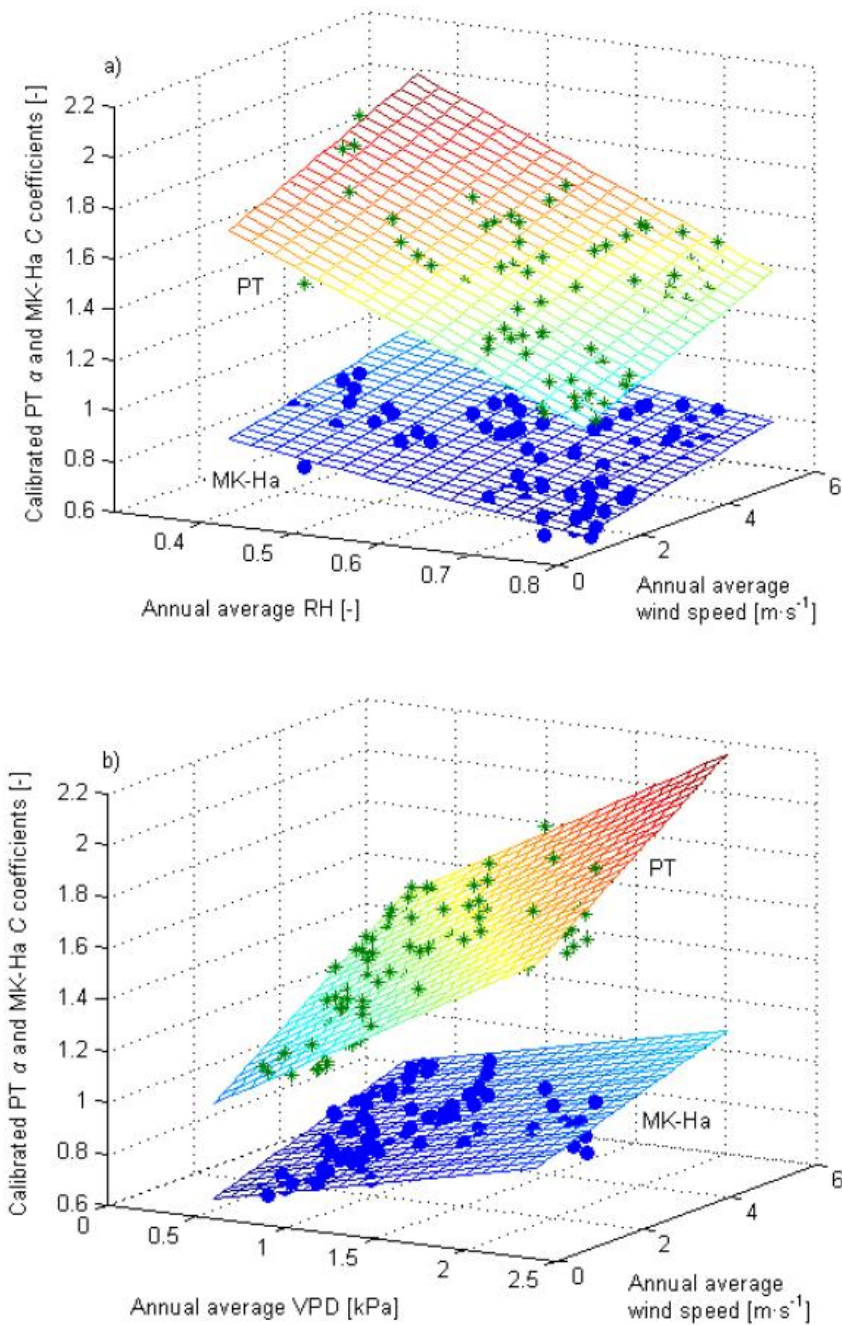 a)
Calibrated PT α and MK-Ha C coefficients [-]
2.2
2
1.8
1.6
1.4
1.2
1
0.8
0.6
PT
MK-Ha
0.4
0.5
0.6
0.7
0.8
Annual average RH [-]
0
2
4
6
Annual average
wind speed [m·s⁻¹]
b)
Calibrated PT α and MK-Ha C coefficients [-]
2.2
2
1.8
1.6
1.4
1.2
1
0.8
0.6
PT
MK-Ha
0
0.5
1
1.5
2
2.5
Annual average VPD [kPa]
0
2
4
6
Annual average
wind speed [m·s⁻¹]